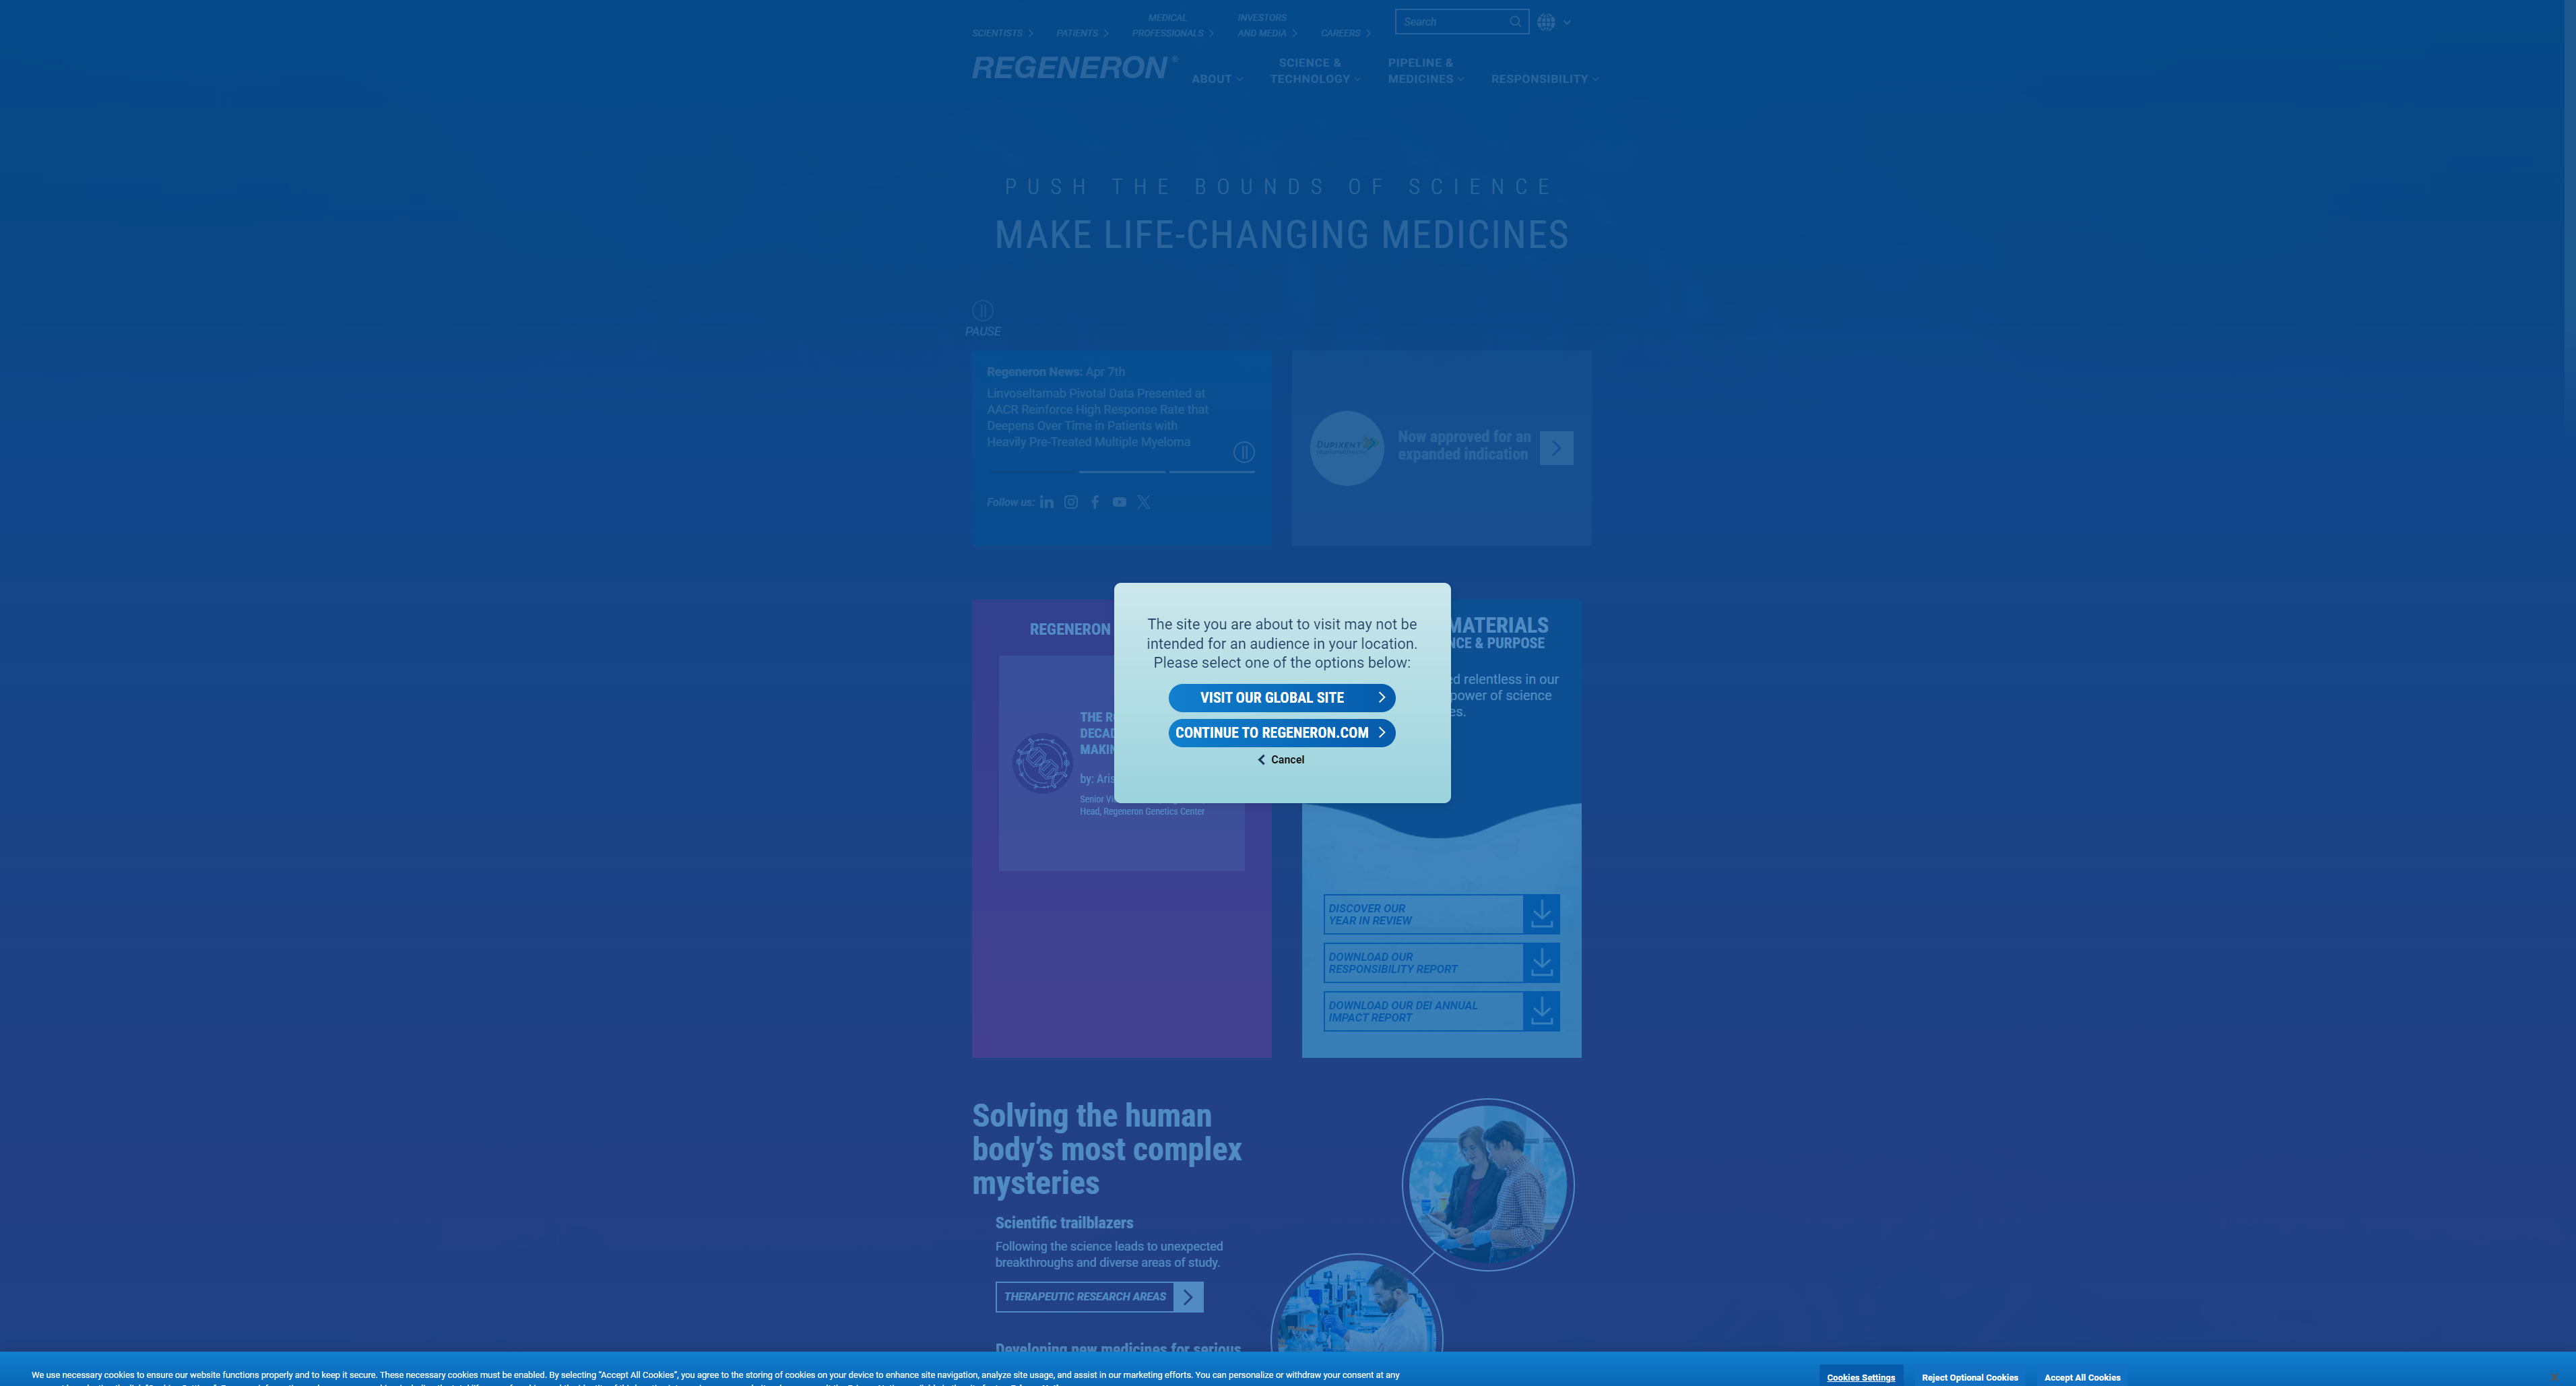 SCIENTISTS
PATIENTS
MEDICAL
PROFESSIONALS
INVESTORS
AND MEDIA
CAREERS
Search
REGENERON®
ABOUT
SCIENCE &
TECHNOLOGY
PIPELINE &
MEDICINES
RESPONSIBILITY
PUSH THE BOUNDS OF SCIENCE
MAKE LIFE-CHANGING MEDICINES
PAUSE
Regeneron News: Apr 7th
Linvoseltamab Pivotal Data Presented at
AACR Reinforce High Response Rate that
Deepens Over Time in Patients with
Heavily Pre-Treated Multiple Myeloma
Follow us:
DUPIXENT
Now approved for an
expanded indication
REGENERON
THE
DECAD
MAKIN
by: Aris
Senior Vi
Head, Regeneron Genetics Center
The site you are about to visit may not be
intended for an audience in your location.
Please select one of the options below:
VISIT OUR GLOBAL SITE
CONTINUE TO REGENERON.COM
Cancel
MATERIALS
NCE & PURPOSE
ed relentless in our
power of science
es.
DISCOVER OUR
YEAR IN REVIEW
DOWNLOAD OUR
RESPONSIBILITY REPORT
DOWNLOAD OUR DEI ANNUAL
IMPACT REPORT
Solving the human
body's most complex
mysteries
Scientific trailblazers
Following the science leads to unexpected
breakthroughs and diverse areas of study.
THERAPEUTIC RESEARCH AREAS
Developing new medicines for serious
We use necessary cookies to ensure our website functions properly and to keep it secure. These necessary cookies must be enabled. By selecting "Accept All Cookies", you agree to the storing of cookies on your device to enhance site navigation, analyze site usage, and assist in our marketing efforts. You can personalize or withdraw your consent at any
Cookies Settings
Reject Optional Cookies
Accept All Cookies